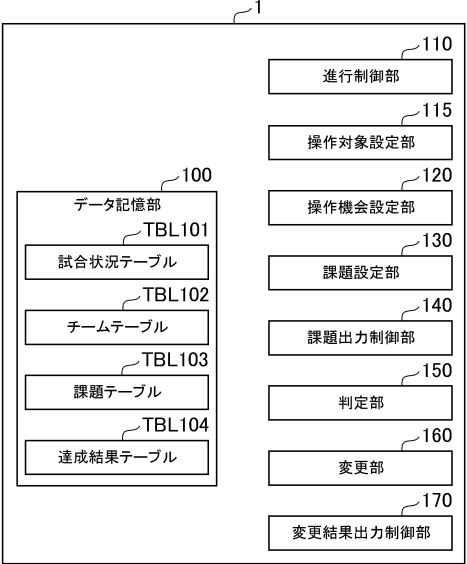 1
100
データ記憶部
TBL101
試合状況テーブル
TBL102
チームテーブル
TBL103
課題テーブル
TBL104
達成結果テーブル
110
進行制御部
115
操作対象設定部
120
操作機会設定部
130
課題設定部
140
課題出力制御部
150
判定部
160
変更部
170
変更結果出力制御部